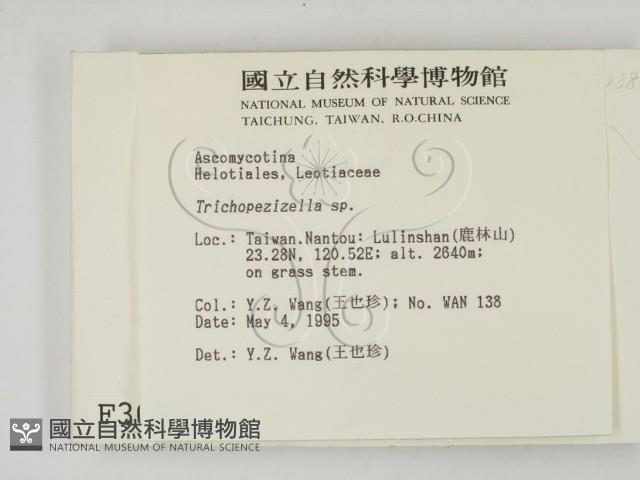 國立自然科學博物館
NATIONAL MUSEUM OF NATURAL SCIENCE
TAICHUNG, TAIWAN, R.O.CHINA
138
Ascomycotina
Helotiales, Leotiaceae
Trichopezizella sp.
Loc.: Taiwan.Nantou: Lulinshan(鹿林山)
23.28N, 120.52E; alt. 2640m;
on grass stem.
Col.: Y.Z. Wang(王也珍); No. WAN 138
Date: May 4, 1995
Det.: Y.Z. Wang(王也珍)
國立自然科學博物館
NATIONAL MUSEUM OF NATURAL SCIENCE